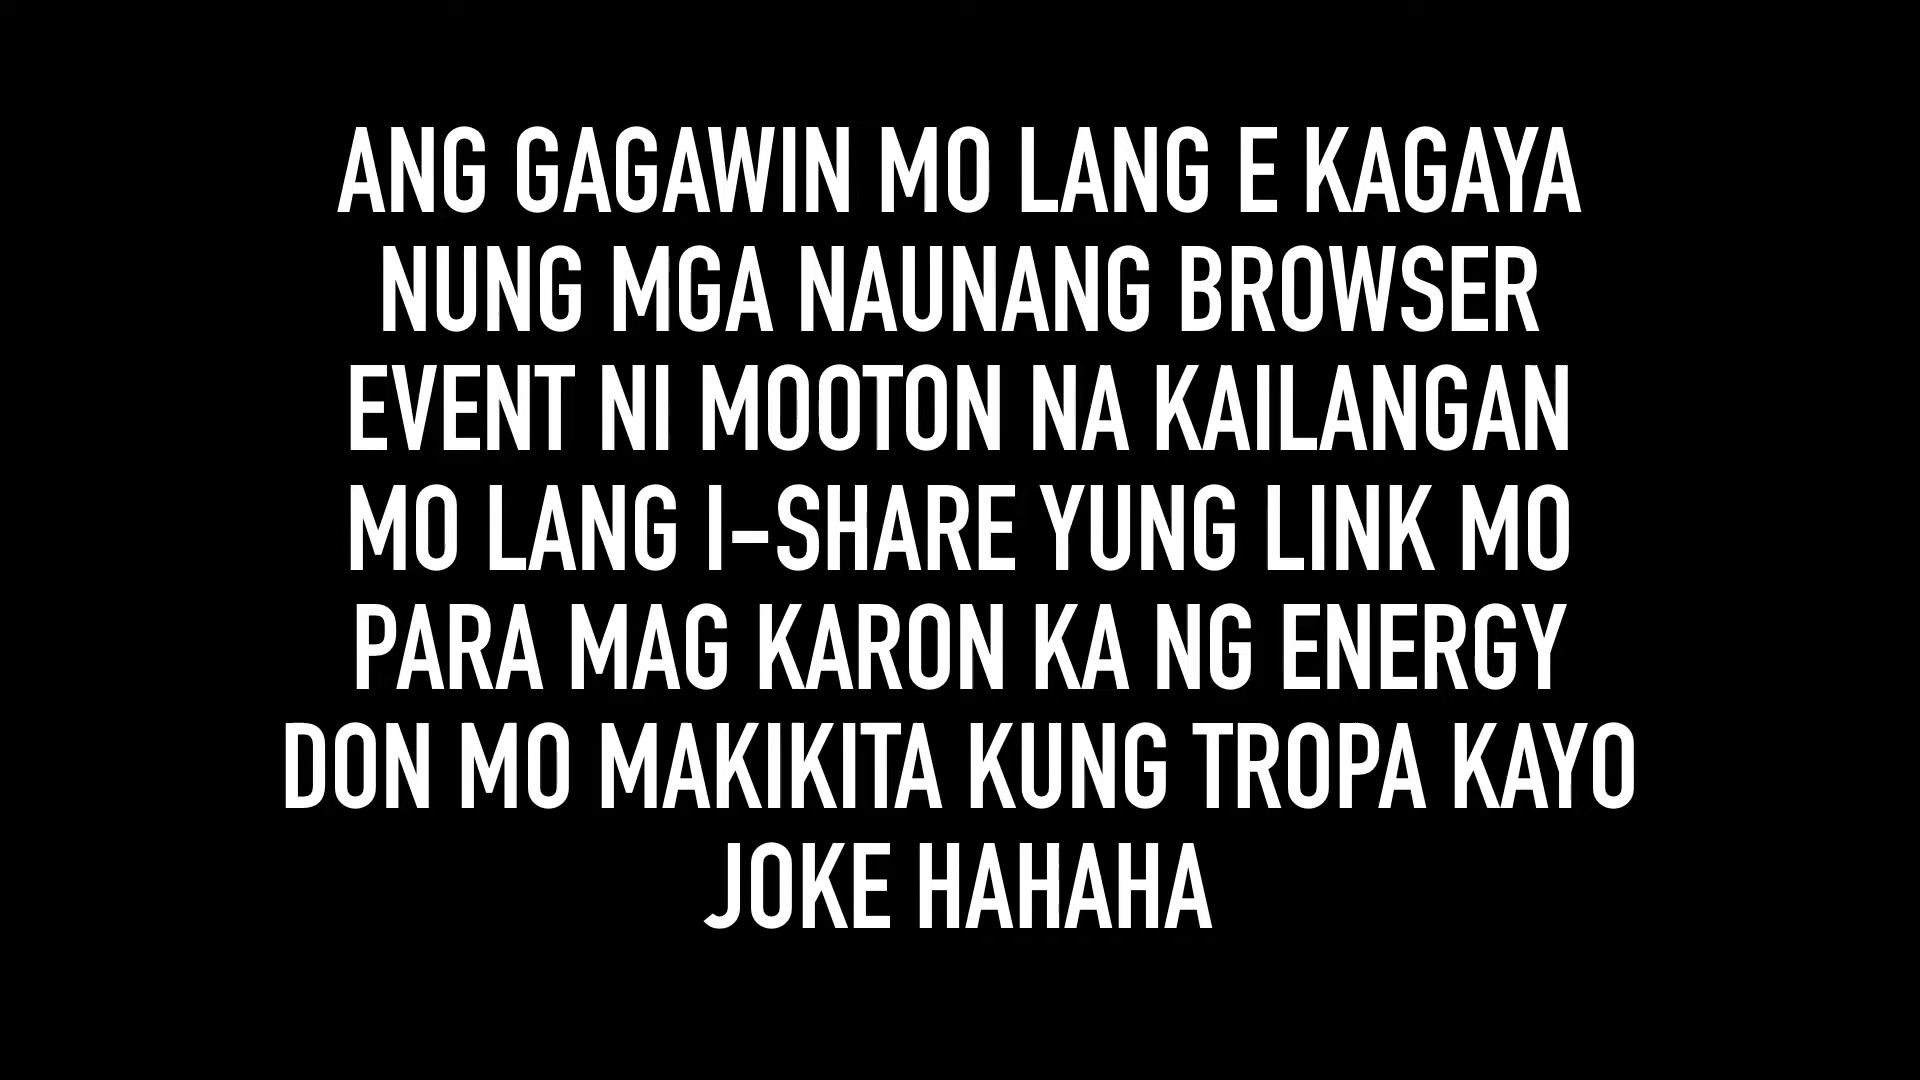 ANG GAGAWIN MO LANG E KAGAYA
NUNG MGA NAUNANG BROWSER
EVENT NI MOOTON NA KAILANGAN
MO LANG I-SHARE YUNG LINK MO
PARA MAG KARON KA NG ENERGY
DON MO MAKIKITA KUNG TROPA KAYO
JOKE HAHAHA